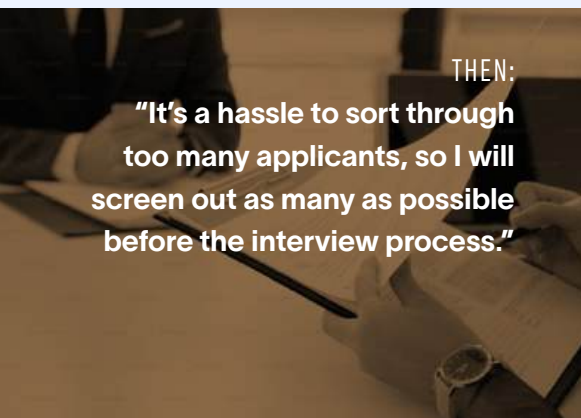 THEN:
“It’s a hassle to sort through
too many applicants, so I will
screen out as many as possible
before the interview process.”